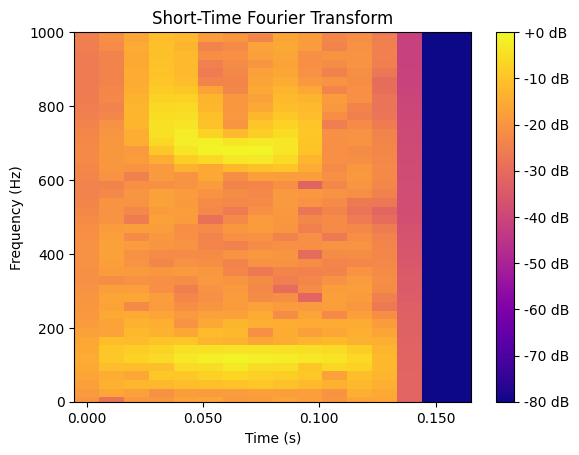 Short-Time Fourier Transform
Frequency (Hz)
1000
800
600
400
200
0
0.000
0.050
0.100
0.150
Time (s)
+0 dB
-10 dB
-20 dB
-30 dB
-40 dB
-50 dB
-60 dB
-70 dB
-80 dB